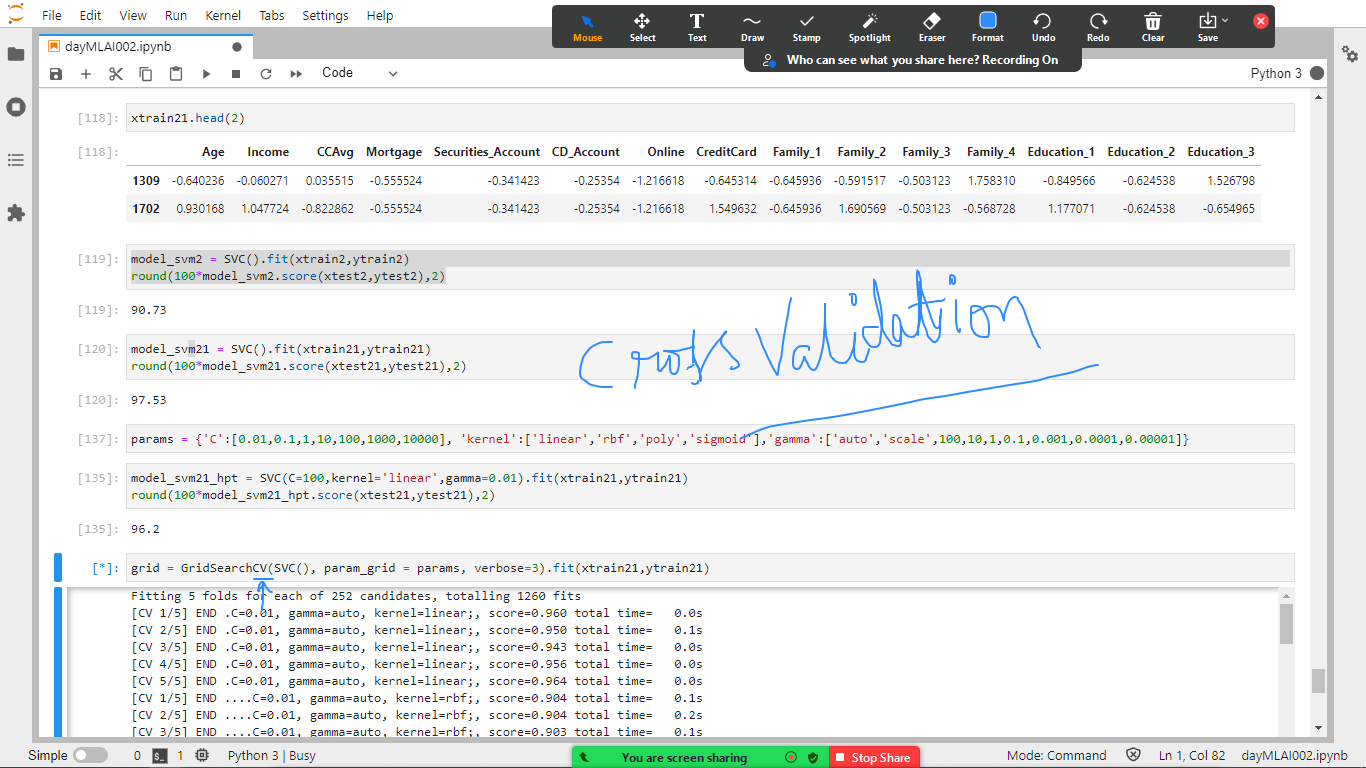 File Edit View Run Kernel Tabs Settings Help
Mouse Select Text Draw Stamp Spotlight Eraser Format Undo Redo Clear Save
Who can see what you share here? Recording On
dayMLAI002.ipynb
Code
Python 3
[118]: xtrain21.head(2)
[118]: Age Income CCAvg Mortgage Securities_Account CD_Account Online CreditCard Family_1 Family_2 Family_3 Family_4 Education_1 Education_2 Education_3
1309 -0.640236 -0.060271 0.035515 -0.555524 -0.341423 -0.25354 -1.216618 -0.645314 -0.645936 -0.591517 -0.503123 1.758310 -0.849566 -0.624538 1.526798
1702 0.930168 1.047724 -0.822862 -0.555524 -0.341423 -0.25354 -1.216618 1.549632 -0.645936 1.690569 -0.503123 -0.568728 1.177071 -0.624538 -0.654965
[119]: model_svm2 = SVC().fit(xtrain2,ytrain2)
round(100*model_svm2.score(xtest2,ytest2),2)
[119]: 90.73
Cross Validation
[120]: model_svm21 = SVC().fit(xtrain21,ytrain21)
round(100*model_svm21.score(xtest21,ytest21),2)
[120]: 97.53
[137]: params = {'C':[0.01,0.1,1,10,100,1000,10000], 'kernel':['linear','rbf','poly','sigmoid'],'gamma':['auto','scale',100,10,1,0.1,0.001,0.0001,0.00001]}
[135]: model_svm21_hpt = SVC(C=100,kernel='linear',gamma=0.01).fit(xtrain21,ytrain21)
round(100*model_svm21_hpt.score(xtest21,ytest21),2)
[135]: 96.2
[*]: grid = GridSearchCV(SVC(), param_grid = params, verbose=3).fit(xtrain21,ytrain21)
Fitting 5 folds for each of 252 candidates, totalling 1260 fits
[CV 1/5] END .C=0.01, gamma=auto, kernel=linear;, score=0.960 total time= 0.0s
[CV 2/5] END .C=0.01, gamma=auto, kernel=linear;, score=0.950 total time= 0.1s
[CV 3/5] END .C=0.01, gamma=auto, kernel=linear;, score=0.943 total time= 0.0s
[CV 4/5] END .C=0.01, gamma=auto, kernel=linear;, score=0.956 total time= 0.0s
[CV 5/5] END .C=0.01, gamma=auto, kernel=linear;, score=0.964 total time= 0.0s
[CV 1/5] END ....C=0.01, gamma=auto, kernel=rbf;, score=0.904 total time= 0.1s
[CV 2/5] END ....C=0.01, gamma=auto, kernel=rbf;, score=0.904 total time= 0.2s
[CV 3/5] END ....C=0.01, gamma=auto, kernel=rbf;, score=0.903 total time= 0.1s
Simple 0 1 Python 3 | Busy You are screen sharing Stop Share Mode: Command Ln 1, Col 82 dayMLAI002.ipynb